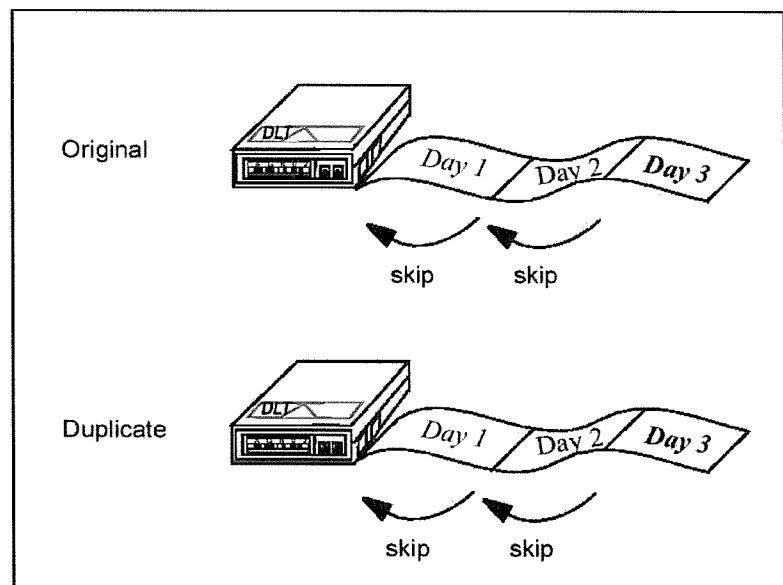 DLT
Original
Day 1 Day 2 Day 3
skip skip
DLT
Duplicate
Day 1 Day 2 Day 3
skip skip